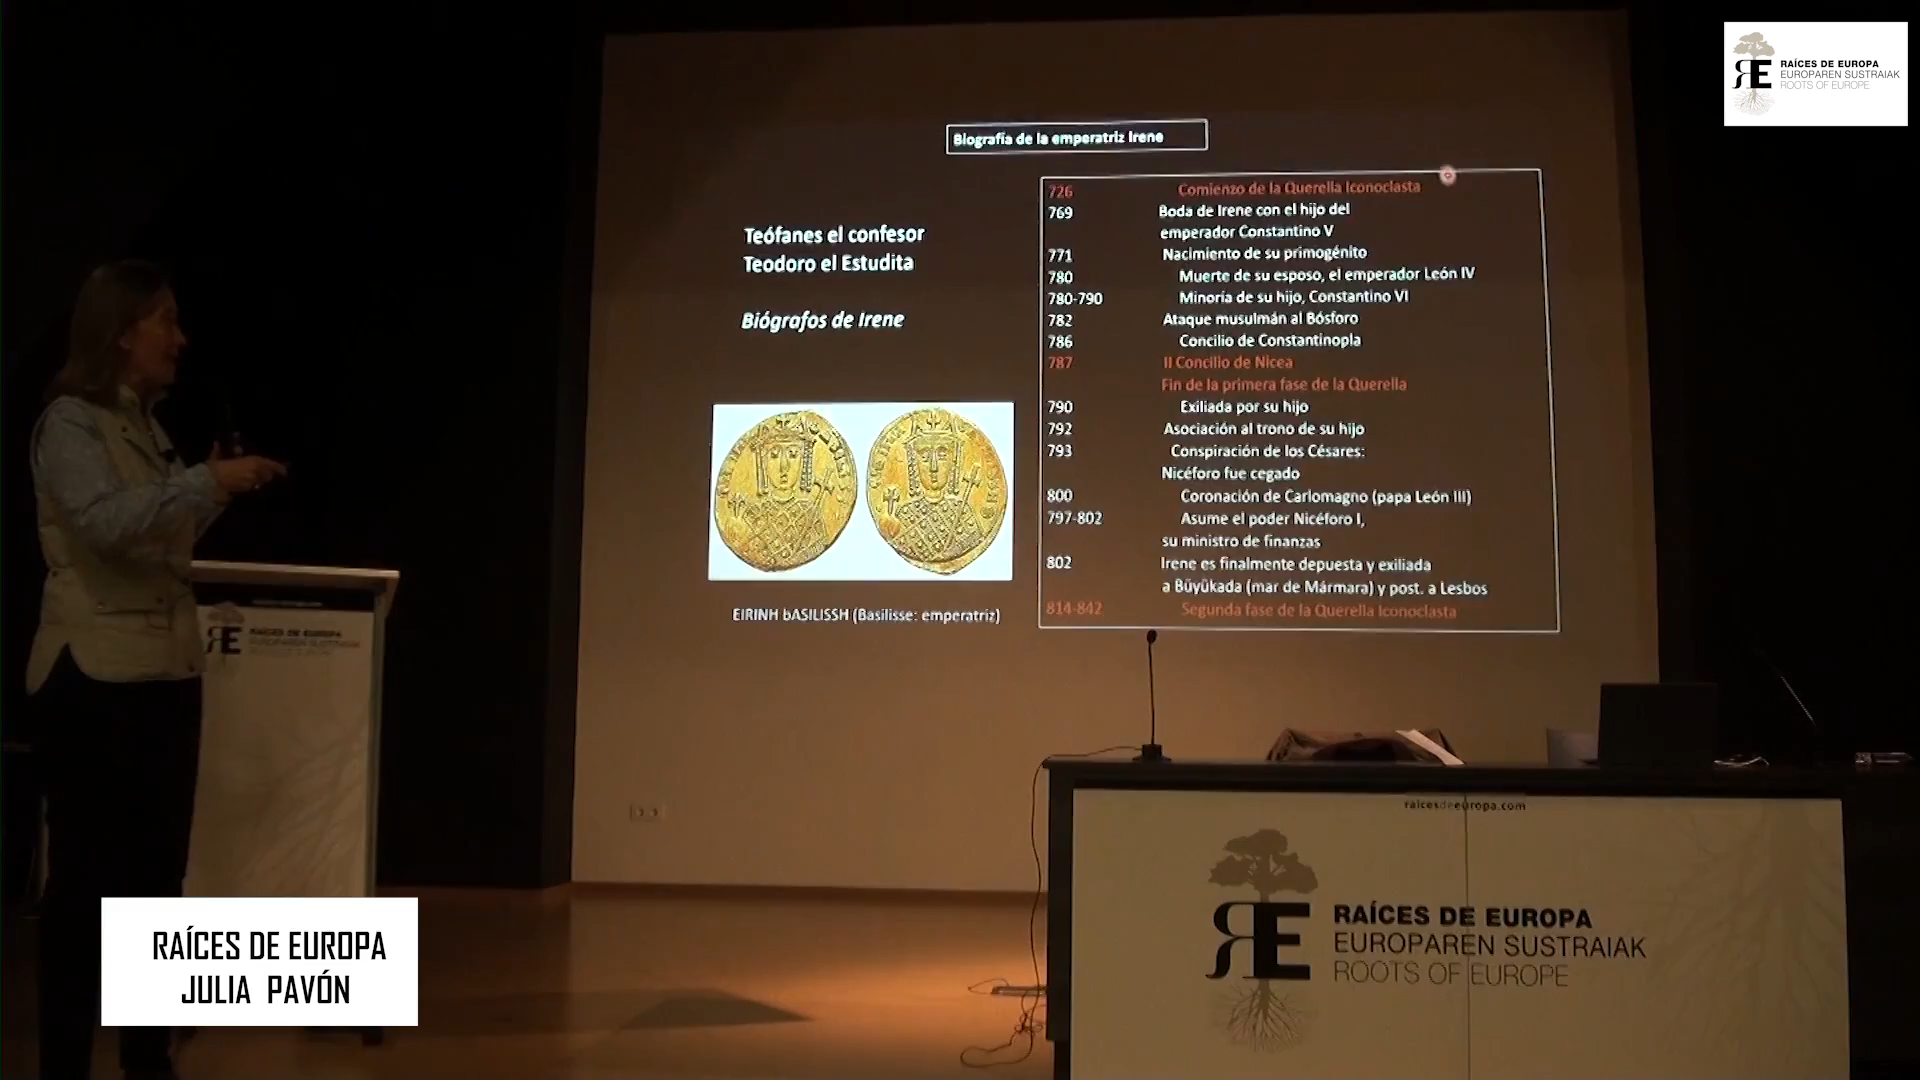 RAÍCES DE EUROPA
EUROPAREN SUSTRAIAK
ROOTS OF EUROPE
Biografía de la emperatriz Irene
Teófanes el confesor
Teodoro el Estudita
Biógrafos de Irene
EIRINH bASILISSH (Basilisse: emperatriz)
726 Comienzo de la Querella Iconoclasta
769 Boda de Irene con el hijo del
emperador Constantino V
771 Nacimiento de su primogénito
780 Muerte de su esposo, el emperador León IV
780-790 Minoría de su hijo, Constantino VI
782 Ataque musulmán al Bósforo
786 Concilio de Constantinopla
787 II Concilio de Nicea
Fin de la primera fase de la Querella
790 Exiliada por su hijo
792 Asociación al trono de su hijo
793 Conspiración de los Césares:
Nicéforo fue cegado
800 Coronación de Carlomagno (papa León III)
797-802 Asume el poder Nicéforo I,
su ministro de finanzas
802 Irene es finalmente depuesta y exiliada
a Büyükada (mar de Mármara) y post. a Lesbos
814-842 Segunda fase de la Querella Iconoclasta
RAÍCES DE EUROPA
EUROPAREN SUSTRAIAK
ROOTS OF EUROPE
raicesdeeuropa.com
RAÍCES DE EUROPA
EUROPAREN SUSTRAIAK
ROOTS OF EUROPE
RAÍCES DE EUROPA
JULIA PAVÓN